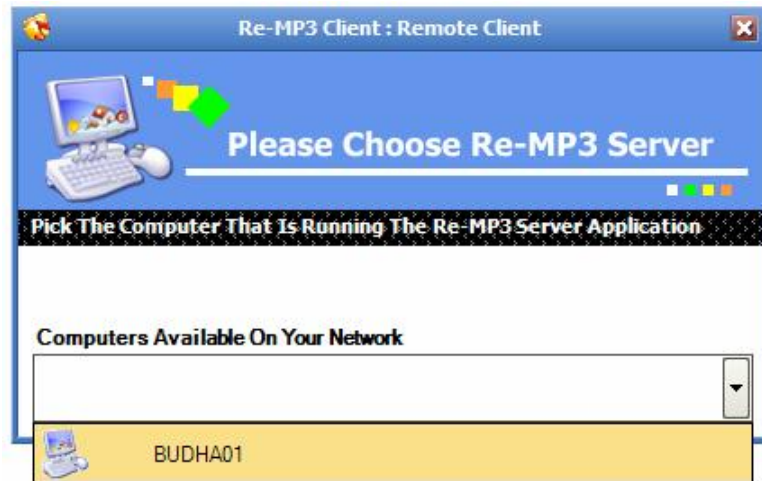 Re-MP3 Client : Remote Client
Please Choose Re-MP3 Server
Pick The Computer That Is Running The Re-MP3 Server Application
Computers Available On Your Network
BUDHA01